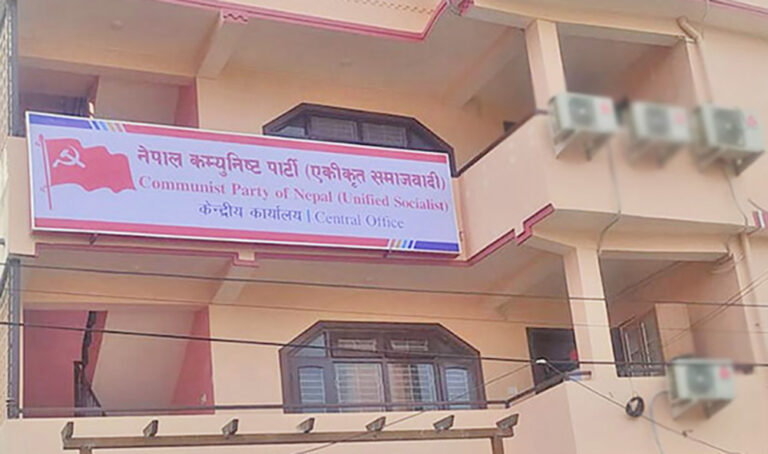 नेपाल कम्युनिष्ट पार्टी (एकीकृत समाजवादी)
Communist Party of Nepal (Unified Socialist)
केन्द्रीय कार्यालय | Central Office